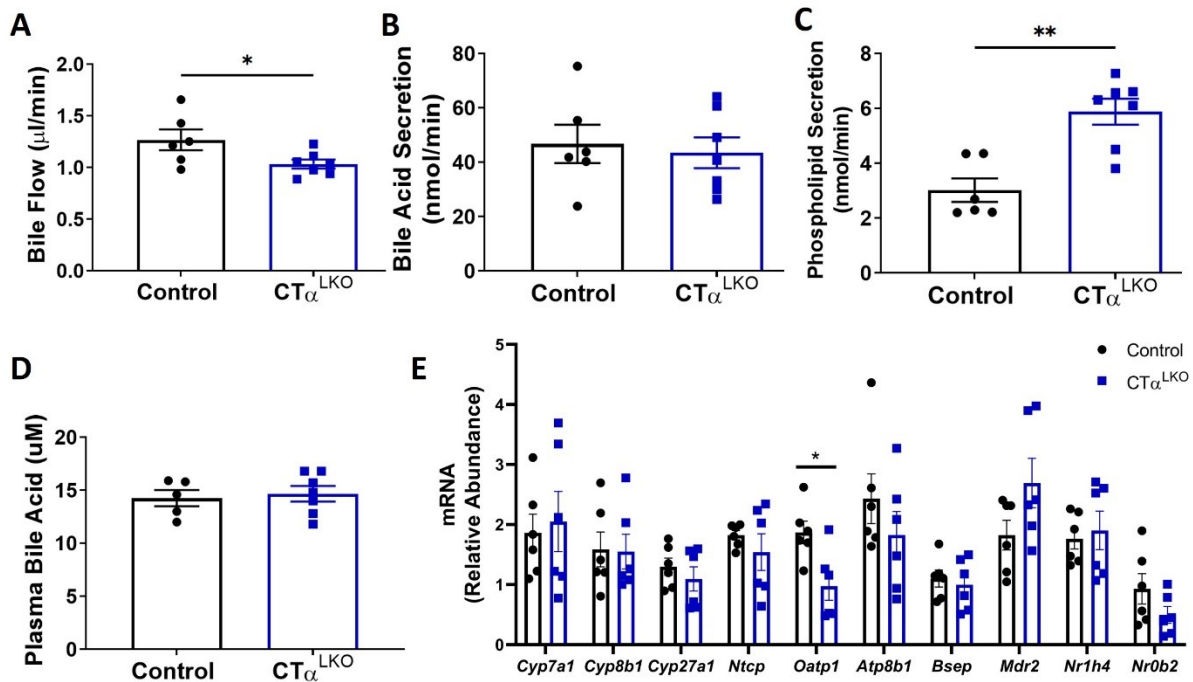 A
*
Bile Flow (μl/min)
2.0
1.5
1.0
0.5
0.0
Control
CTα^LKO
B
Bile Acid Secretion
(nmol/min)
80
60
40
20
0
Control
CTα^LKO
C
**
Phospholipid Secretion
(nmol/min)
8
6
4
2
0
Control
CTα^LKO
D
Plasma Bile Acid (uM)
20
15
10
5
0
Control
CTα^LKO
E
mRNA
(Relative Abundance)
5
4
3
2
1
0
*
Control
CTα^LKO
Cyp7a1 Cyp8b1 Cyp27a1 Ntcp Oatp1 Atp8b1 Bsep Mdr2 Nr1h4 Nr0b2